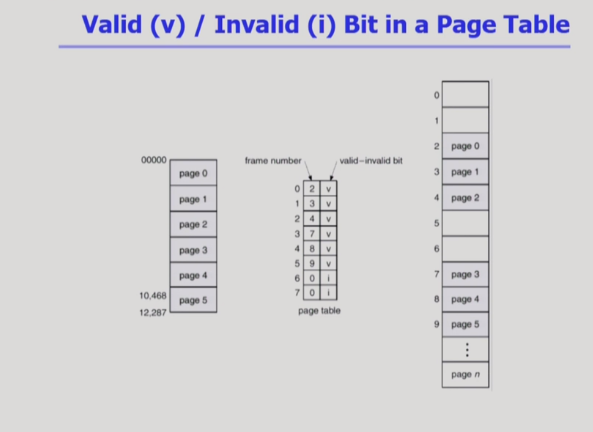 Valid (v) / Invalid (i) Bit in a Page Table
00000
page 0
page 1
page 2
page 3
page 4
10,468
page 5
12,287
frame number
valid–invalid bit
0 2 v
1 3 v
2 4 v
3 7 v
4 8 v
5 9 v
6 0 i
7 0 i
page table
0
1
2 page 0
3 page 1
4 page 2
5
6
7 page 3
8 page 4
9 page 5
⋮
page n